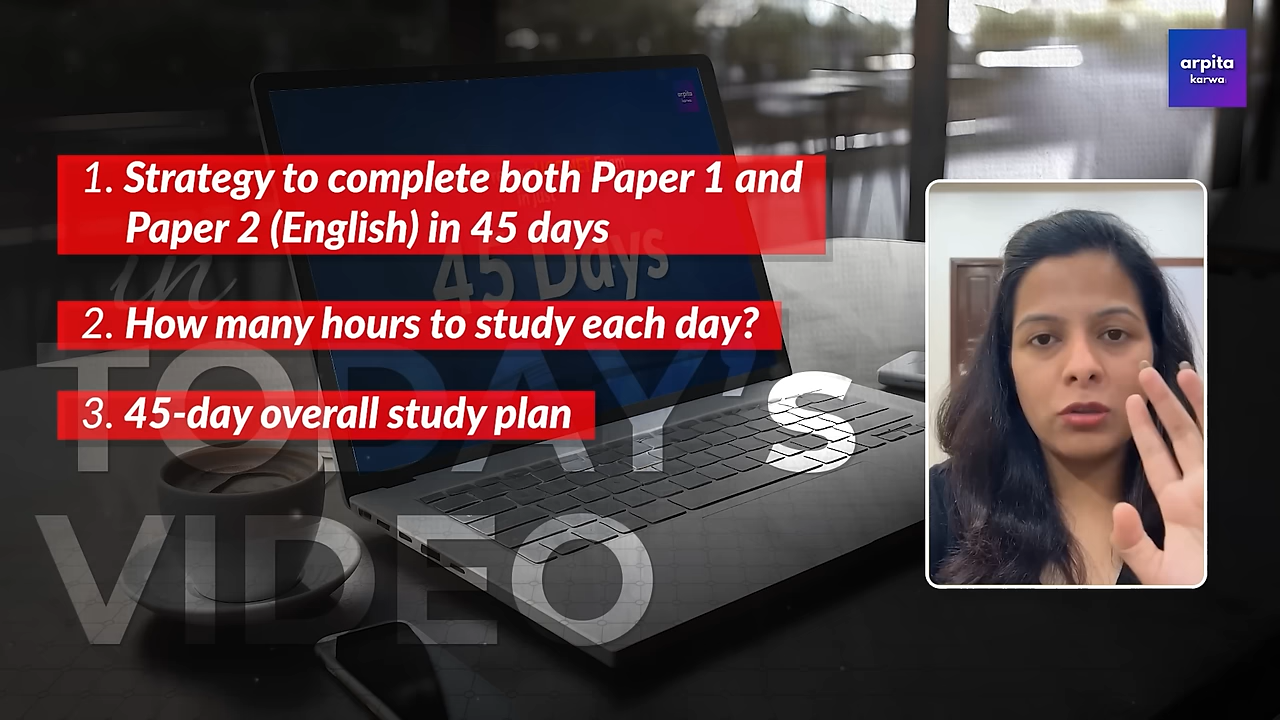 arpita
karwa
1. Strategy to complete both Paper 1 and
Paper 2 (English) in 45 days
2. How many hours to study each day?
3. 45-day overall study plan
in
TODAY'S
VIDEO
45 Days